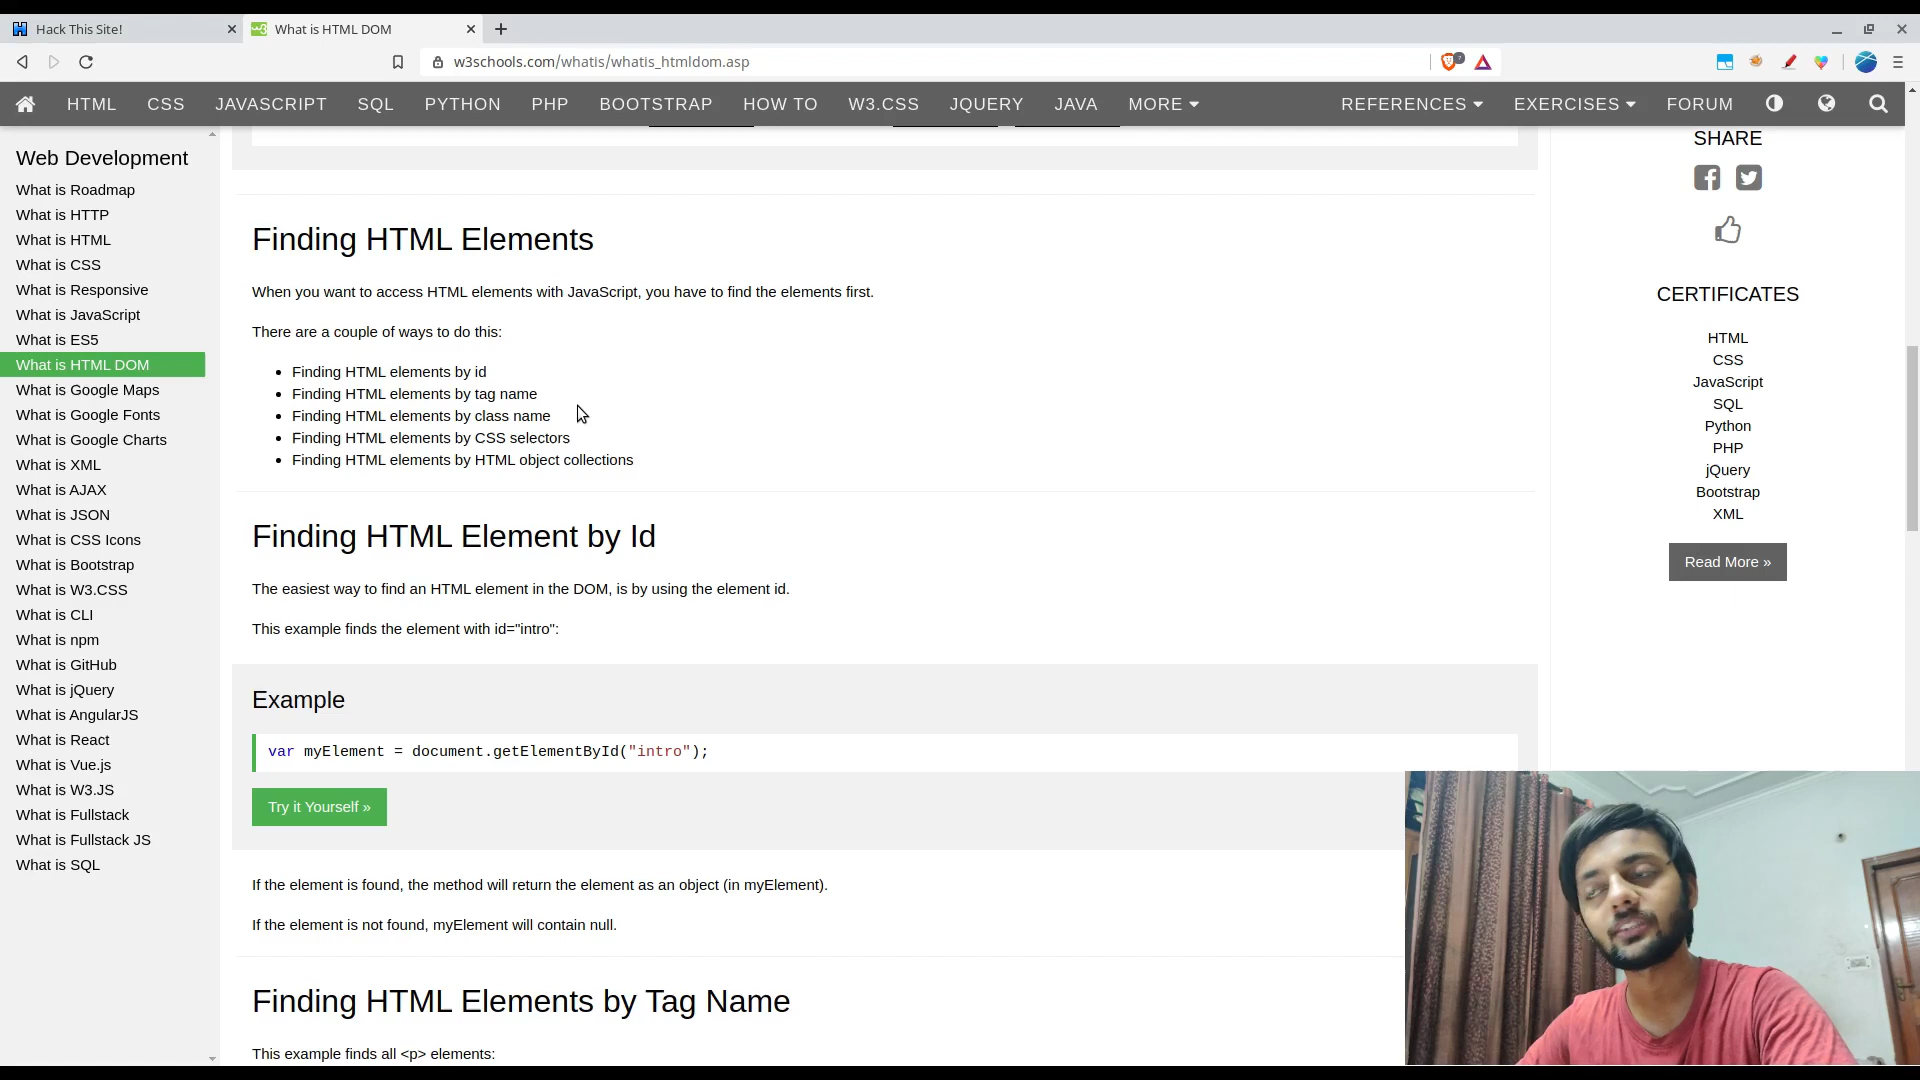 Hack This Site!
What is HTML DOM
w3schools.com/whatis/whatis_htmldom.asp
HTML CSS JAVASCRIPT SQL PYTHON PHP BOOTSTRAP HOW TO W3.CSS JQUERY JAVA MORE REFERENCES EXERCISES FORUM
Web Development
What is Roadmap
What is HTTP
What is HTML
What is CSS
What is Responsive
What is JavaScript
What is ES5
What is HTML DOM
What is Google Maps
What is Google Fonts
What is Google Charts
What is XML
What is AJAX
What is JSON
What is CSS Icons
What is Bootstrap
What is W3.CSS
What is CLI
What is npm
What is GitHub
What is jQuery
What is AngularJS
What is React
What is Vue.js
What is W3.JS
What is Fullstack
What is Fullstack JS
What is SQL
Finding HTML Elements
When you want to access HTML elements with JavaScript, you have to find the elements first.
There are a couple of ways to do this:
Finding HTML elements by id
Finding HTML elements by tag name
Finding HTML elements by class name
Finding HTML elements by CSS selectors
Finding HTML elements by HTML object collections
Finding HTML Element by Id
The easiest way to find an HTML element in the DOM, is by using the element id.
This example finds the element with id="intro":
Example
var myElement = document.getElementById("intro");
Try it Yourself »
If the element is found, the method will return the element as an object (in myElement).
If the element is not found, myElement will contain null.
Finding HTML Elements by Tag Name
This example finds all <p> elements:
SHARE
CERTIFICATES
HTML
CSS
JavaScript
SQL
Python
PHP
jQuery
Bootstrap
XML
Read More »